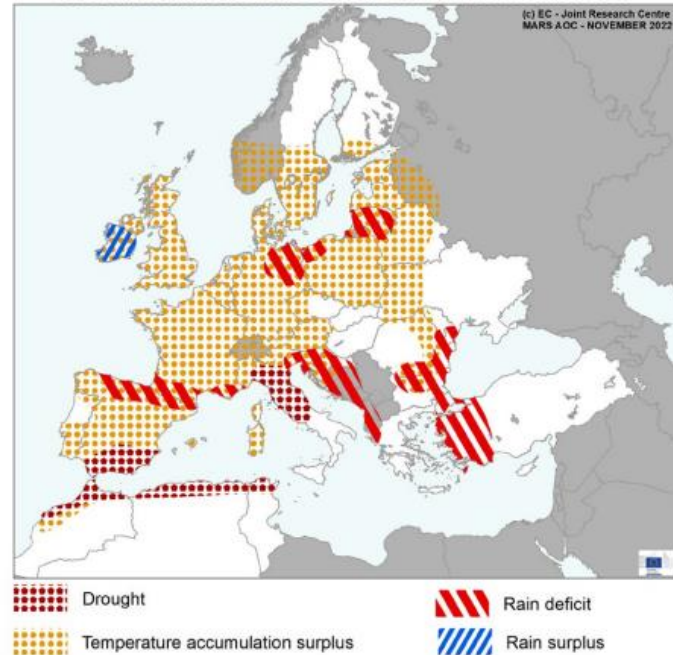 (c) EC - Joint Research Centre
MARS AOC - NOVEMBER 2022
Drought
Rain deficit
Temperature accumulation surplus
Rain surplus